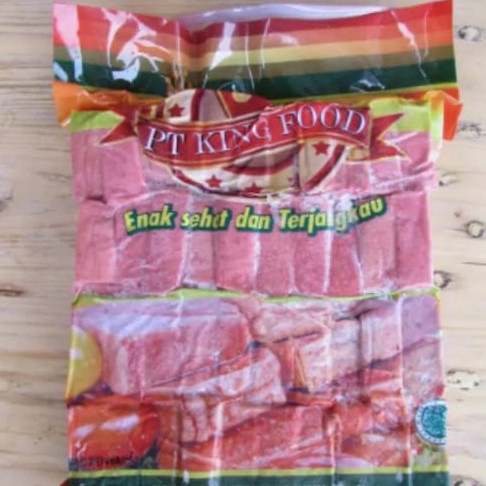 PT KING FOOD
Enak sehat dan Terjangkau